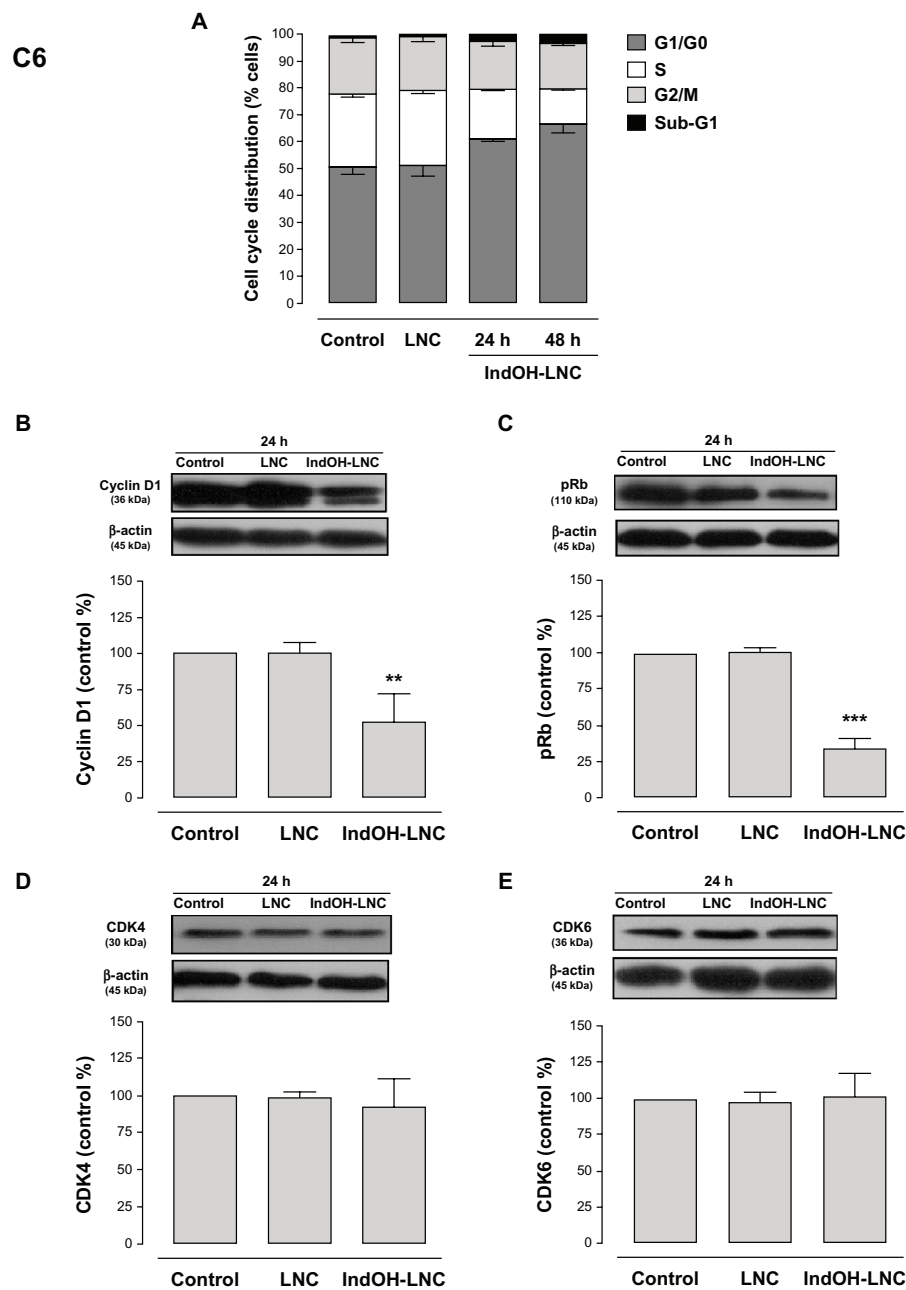 C6
A
Cell cycle distribution (% cells)
100
90
80
70
60
50
40
30
20
10
0
G1/G0
S
G2/M
Sub-G1
Control LNC 24 h 48 h
IndOH-LNC
B
24 h
Control LNC IndOH-LNC
Cyclin D1
(36 kDa)
β-actin
(45 kDa)
Cyclin D1 (control %)
150
125
100
75
50
25
0
**
Control LNC IndOH-LNC
C
24 h
Control LNC IndOH-LNC
pRb
(110 kDa)
β-actin
(45 kDa)
pRb (control %)
150
125
100
75
50
25
0
***
Control LNC IndOH-LNC
D
24 h
Control LNC IndOH-LNC
CDK4
(30 kDa)
β-actin
(45 kDa)
CDK4 (control %)
150
125
100
75
50
25
0
Control LNC IndOH-LNC
E
24 h
Control LNC IndOH-LNC
CDK6
(36 kDa)
β-actin
(45 kDa)
CDK6 (control %)
150
125
100
75
50
25
0
Control LNC IndOH-LNC